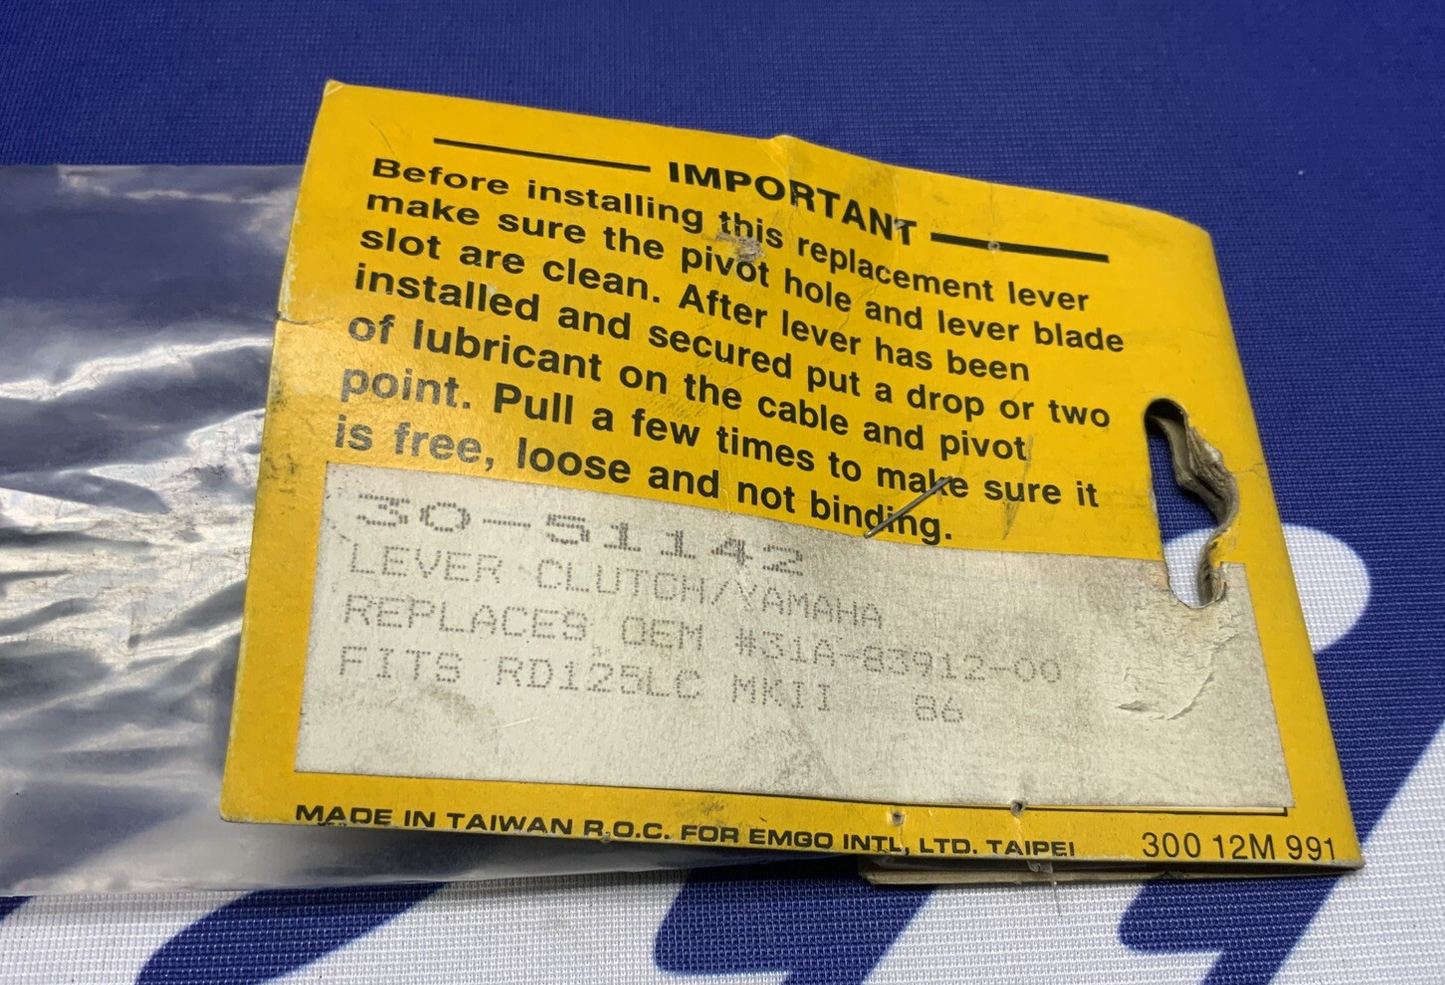 IMPORTANT
Before installing this replacement lever
make sure the pivot hole and lever blade
slot are clean. After lever has been
installed and secured put a drop or two
of lubricant on the cable and pivot
point. Pull a few times to make sure it
is free, loose and not binding.
30-51142
LEVER CLUTCH/YAMAHA
REPLACES OEM #31A-83912-00
FITS RD125LC MKII 86
MADE IN TAIWAN R.O.C. FOR EMGO INTL, LTD. TAIPEI 300 12M 991